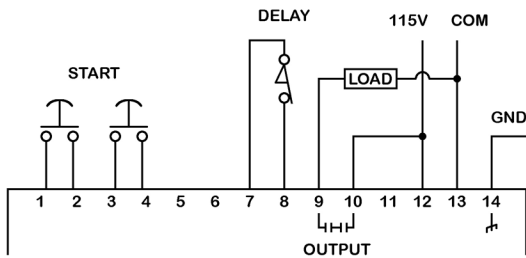 DELAY
115V COM
START
LOAD
GND
1 2 3 4 5 6 7 8 9 10 11 12 13 14
OUTPUT